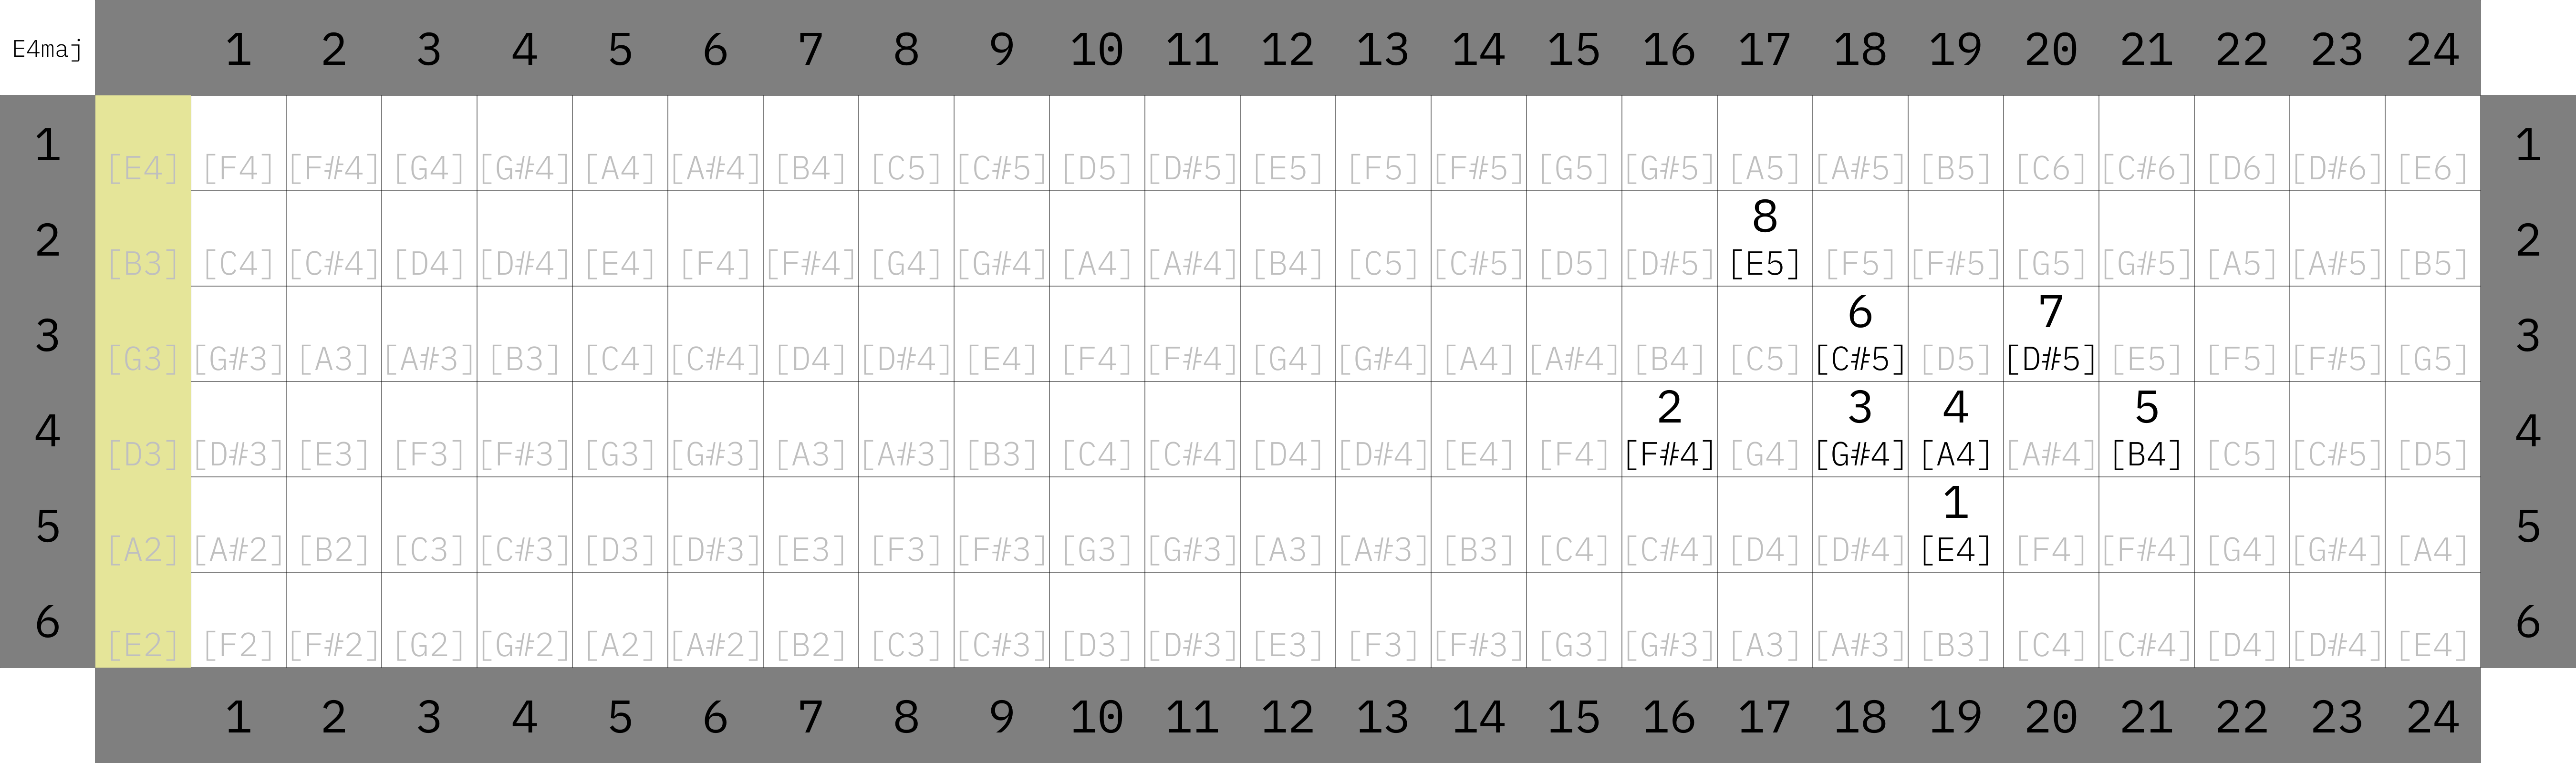 E4maj 1 2 3 4 5 6 7 8 9 10 11 12 13 14 15 16 17 18 19 20 21 22 23 24
1 [E4] [F4] [F#4] [G4] [G#4] [A4] [A#4] [B4] [C5] [C#5] [D5] [D#5] [E5] [F5] [F#5] [G5] [G#5] [A5] [A#5] [B5] [C6] [C#6] [D6] [D#6] [E6] 1
8
2 [B3] [C4] [C#4] [D4] [D#4] [E4] [F4] [F#4] [G4] [G#4] [A4] [A#4] [B4] [C5] [C#5] [D5] [D#5] [E5] [F5] [F#5] [G5] [G#5] [A5] [A#5] [B5] 2
6 7
3 [G3] [G#3] [A3] [A#3] [B3] [C4] [C#4] [D4] [D#4] [E4] [F4] [F#4] [G4] [G#4] [A4] [A#4] [B4] [C5] [C#5] [D5] [D#5] [E5] [F5] [F#5] [G5] 3
2 3 4 5
4 [D3] [D#3] [E3] [F3] [F#3] [G3] [G#3] [A3] [A#3] [B3] [C4] [C#4] [D4] [D#4] [E4] [F4] [F#4] [G4] [G#4] [A4] [A#4] [B4] [C5] [C#5] [D5] 4
1
5 [A2] [A#2] [B2] [C3] [C#3] [D3] [D#3] [E3] [F3] [F#3] [G3] [G#3] [A3] [A#3] [B3] [C4] [C#4] [D4] [D#4] [E4] [F4] [F#4] [G4] [G#4] [A4] 5
6 [E2] [F2] [F#2] [G2] [G#2] [A2] [A#2] [B2] [C3] [C#3] [D3] [D#3] [E3] [F3] [F#3] [G3] [G#3] [A3] [A#3] [B3] [C4] [C#4] [D4] [D#4] [E4] 6
1 2 3 4 5 6 7 8 9 10 11 12 13 14 15 16 17 18 19 20 21 22 23 24